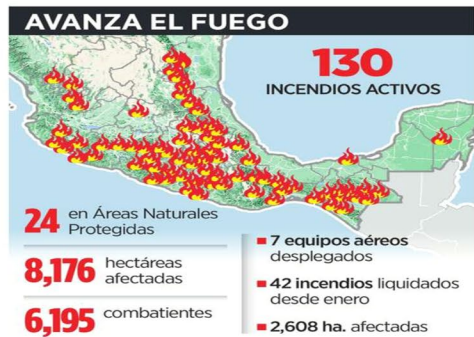 AVANZA EL FUEGO
130
INCENDIOS ACTIVOS
24 en Áreas Naturales
Protegidas
8,176 hectáreas
afectadas
6,195 combatientes
7 equipos aéreos
desplegados
42 incendios liquidados
desde enero
2,608 ha. afectadas